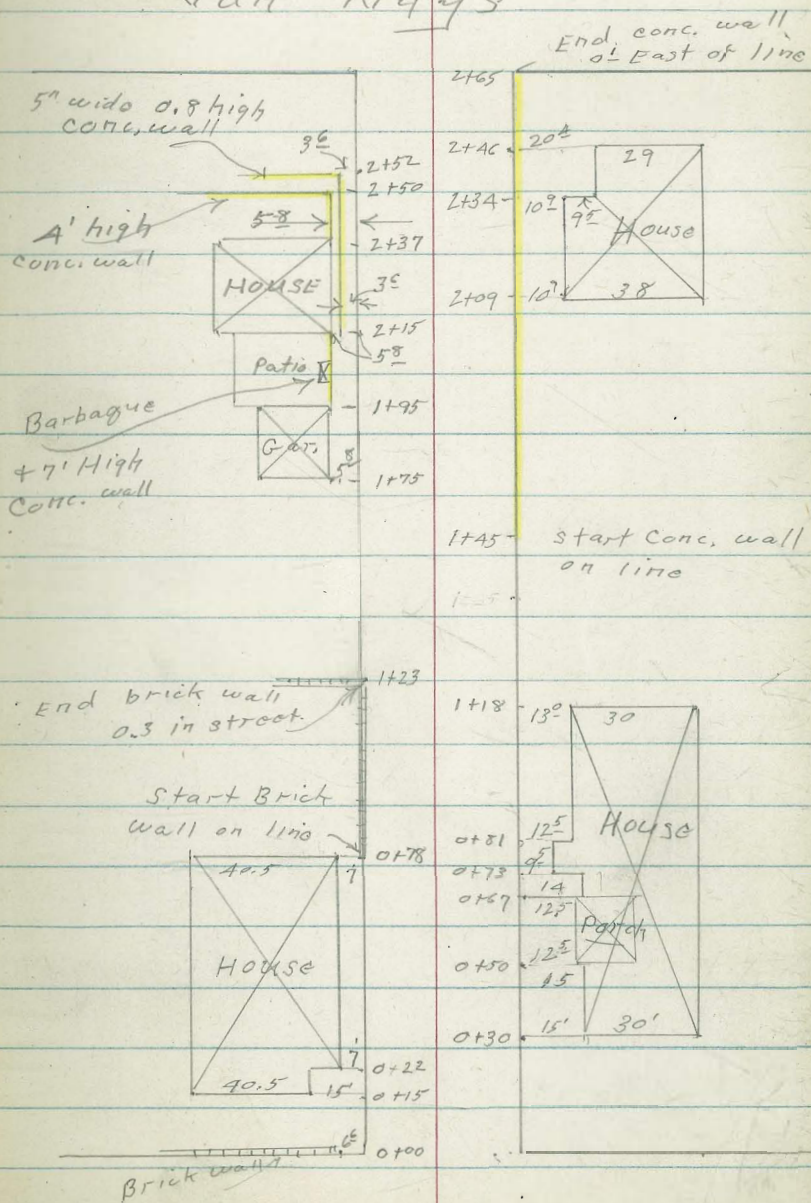 End. conc. wall
0.1 East of line
2+65
5" wide 0.8 high
conc. wall
3 6
2+52
2+50
2+46
20 4
29
2+34
10 9
9 5
House
5 8
2+37
4' high
conc. wall
HOUSE
3 6
2+09
38
2+15
5 8
Patio
Barbaque
+ 7' High
Conc. wall
1+95
Gar.
1+75
1+45
start Conc. wall
on line
1+23
End brick wall
0.3 in street.
1+18
13 0
30
House
Start Brick
wall on line
0+78
40.5
7
0+81
12 5
9 5
0+73
14
0+67
12 5
Porch
House
0+50
12 5
15
7'
0+22
40.5
15'
0+15
0+30
15'
30'
6 6
0+00
Brick wall